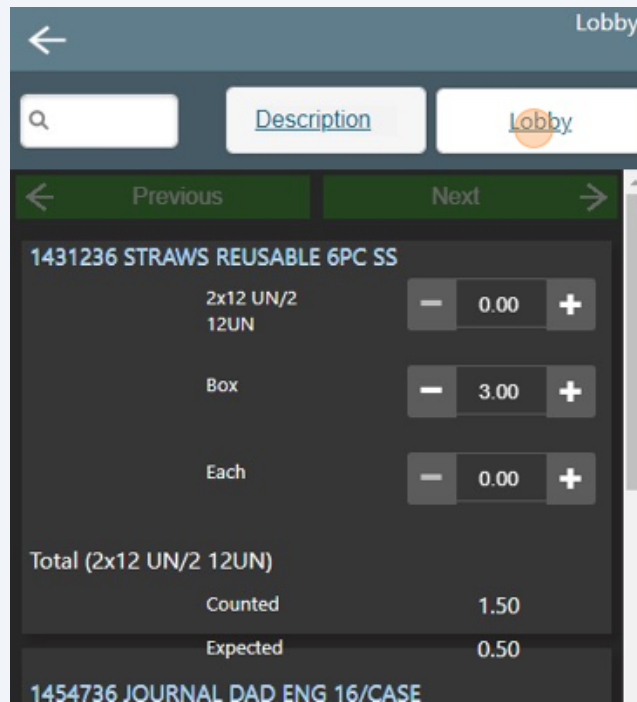 Lobby
Description
Lobby
Previous
Next
1431236 STRAWS REUSABLE 6PC SS
2x12 UN/2
12UN
0.00
Box
3.00
Each
0.00
Total (2x12 UN/2 12UN)
Counted
1.50
Expected
0.50
1454736 JOURNAL DAD ENG 16/CASE